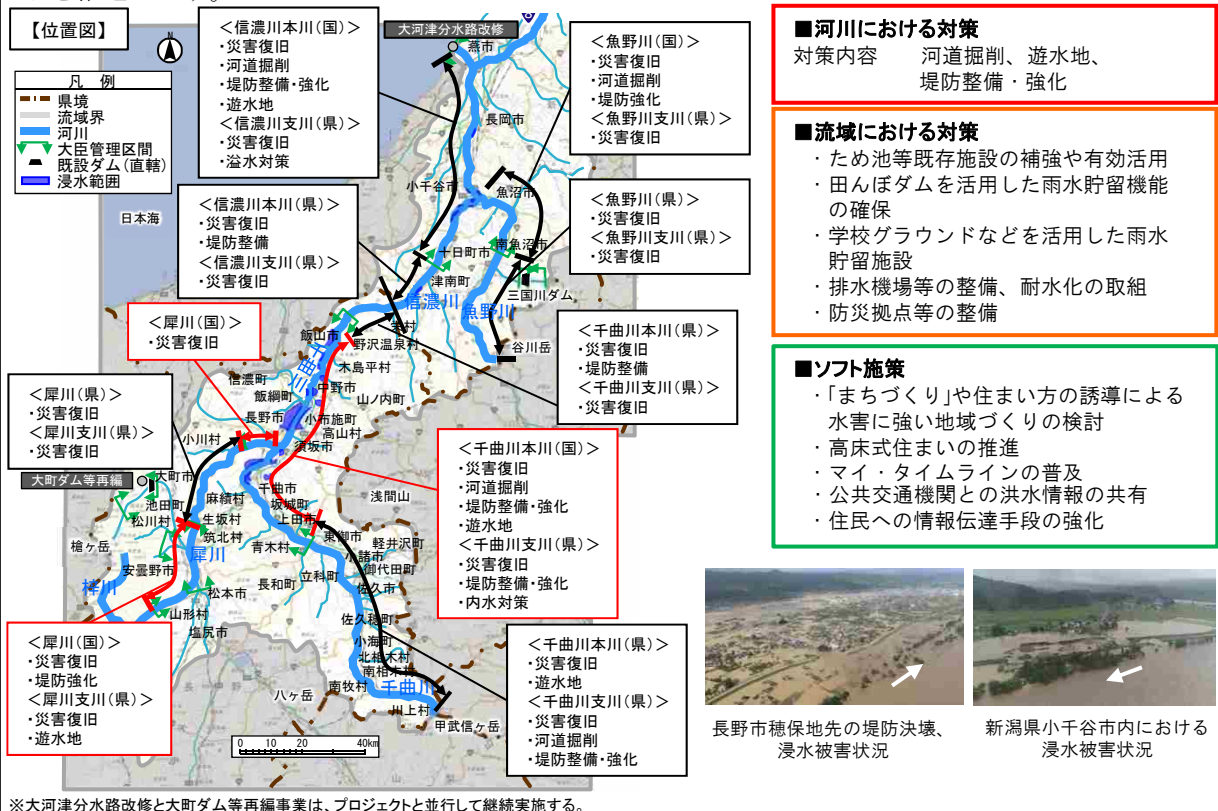 【位置図】
N
凡 例
県境
流域界
河川
大臣管理区間
既設ダム(直轄)
浸水範囲
日本海
<信濃川本川(国)>
・災害復旧
・河道掘削
・堤防整備・強化
・遊水地
<信濃川支川(県)>
・災害復旧
・溢水対策
大河津分水路改修
燕市
<魚野川(国)>
・災害復旧
・河道掘削
・堤防強化
<魚野川支川(県)>
・災害復旧
長岡市
小千谷市
魚沼市
<信濃川本川(県)>
・災害復旧
・堤防整備
<信濃川支川(県)>
・災害復旧
<魚野川(県)>
・災害復旧
<魚野川支川(県)>
・災害復旧
南魚沼市
十日町市
津南町
三国川ダム
信濃川
魚野川
谷川岳
栄村
<犀川(国)>
・災害復旧
飯山市
野沢温泉村
千曲川
木島平村
信濃町
中野市
飯綱町
山ノ内町
長野市
小布施町
高山村
須坂市
小川村
<千曲川本川(県)>
・災害復旧
・堤防整備
<千曲川支川(県)>
・災害復旧
<犀川(県)>
・災害復旧
<犀川支川(県)>
・災害復旧
大町ダム等再編
大町市
池田町
松川村
麻績村
生坂村
筑北村
千曲市
坂城町
上田市
青木村
東御市
小諸市
軽井沢町
御代田町
浅間山
槍ヶ岳
安曇野市
犀川
梓川
松本市
山形村
塩尻市
長和町
立科町
佐久市
佐久穂町
小海町
北相木村
南相木村
南牧村
千曲川
川上村
八ヶ岳
甲武信ヶ岳
<千曲川本川(国)>
・災害復旧
・河道掘削
・堤防整備・強化
・遊水地
<千曲川支川(県)>
・災害復旧
・堤防整備・強化
・内水対策
<犀川(国)>
・災害復旧
・堤防強化
<犀川支川(県)>
・災害復旧
・遊水地
<千曲川本川(県)>
・災害復旧
・遊水地
<千曲川支川(県)>
・災害復旧
・河道掘削
・堤防整備・強化
0 10 20 40km
※大河津分水路改修と大町ダム等再編事業は、プロジェクトと並行して継続実施する。
■河川における対策
対策内容 河道掘削、遊水地、
堤防整備・強化
■流域における対策
・ため池等既存施設の補強や有効活用
・田んぼダムを活用した雨水貯留機能
の確保
・学校グラウンドなどを活用した雨水
貯留施設
・排水機場等の整備、耐水化の取組
・防災拠点等の整備
■ソフト施策
・「まちづくり」や住まい方の誘導による
水害に強い地域づくりの検討
・高床式住まいの推進
・マイ・タイムラインの普及
・公共交通機関との洪水情報の共有
・住民への情報伝達手段の強化
長野市穂保地先の堤防決壊、
浸水被害状況
新潟県小千谷市内における
浸水被害状況